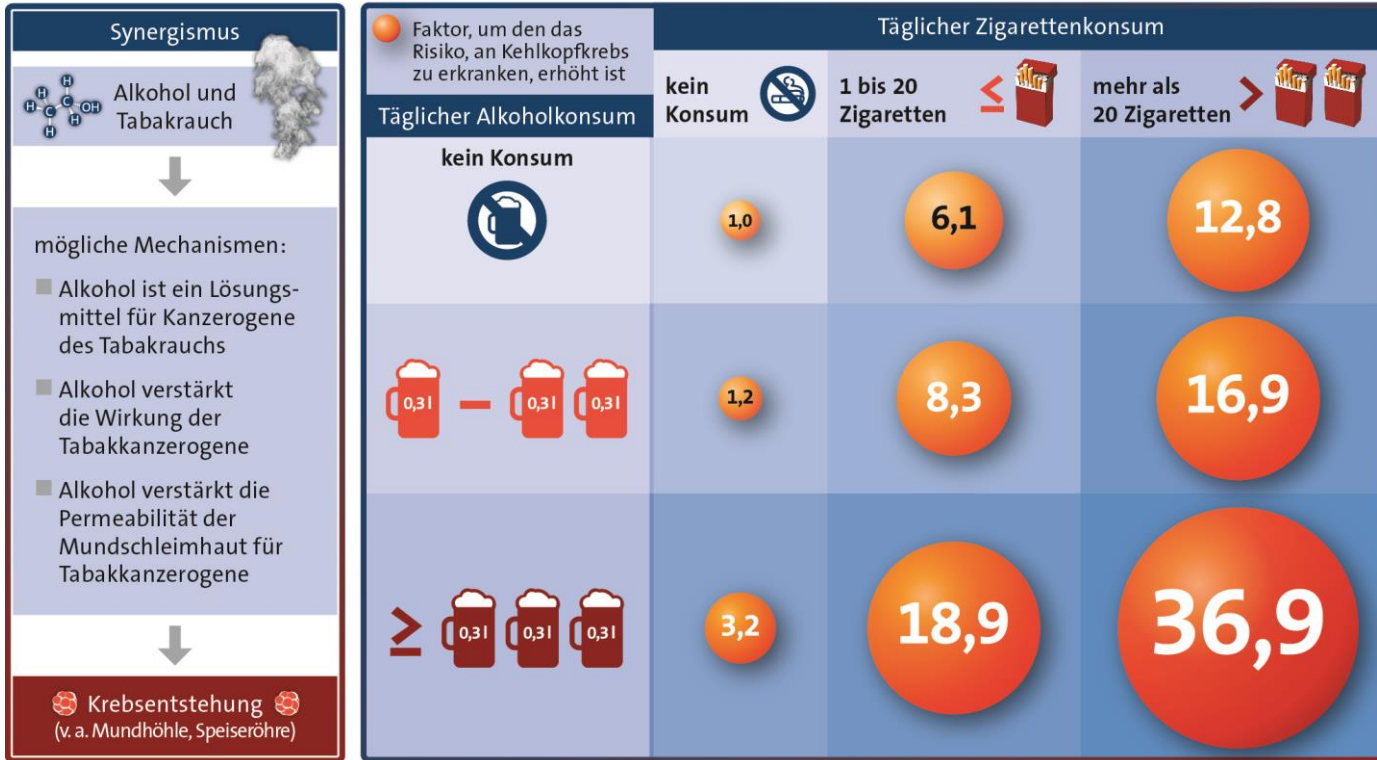 Synergismus
H
H
H
C
C
OH
H
H
Alkohol und
Tabakrauch
mögliche Mechanismen:
Alkohol ist ein Lösungs-
mittel für Kanzerogene
des Tabakrauchs
Alkohol verstärkt
die Wirkung der
Tabakkanzerogene
Alkohol verstärkt die
Permeabilität der
Mundschleimhaut für
Tabakkanzerogene
Krebsentstehung
(v. a. Mundhöhle, Speiseröhre)
Faktor, um den das
Risiko, an Kehlkopfkrebs
zu erkranken, erhöht ist
Täglicher Zigarettenkonsum
Täglicher Alkoholkonsum
kein
Konsum
1 bis 20
Zigaretten ≤
mehr als
20 Zigaretten >
kein Konsum
1,0
6,1
12,8
0,3 l – 0,3 l 0,3 l
1,2
8,3
16,9
≥ 0,3 l 0,3 l 0,3 l
3,2
18,9
36,9